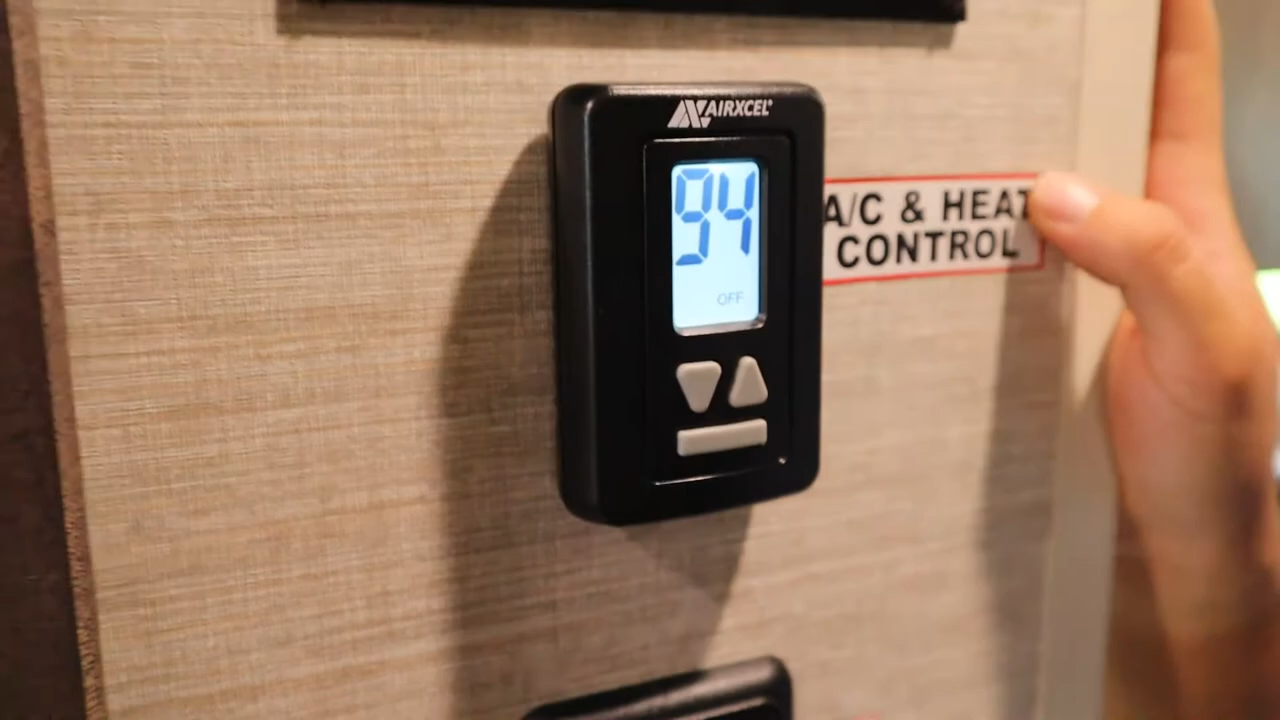 AIRXCEL®
94
OFF
A/C & HEAT
CONTROL